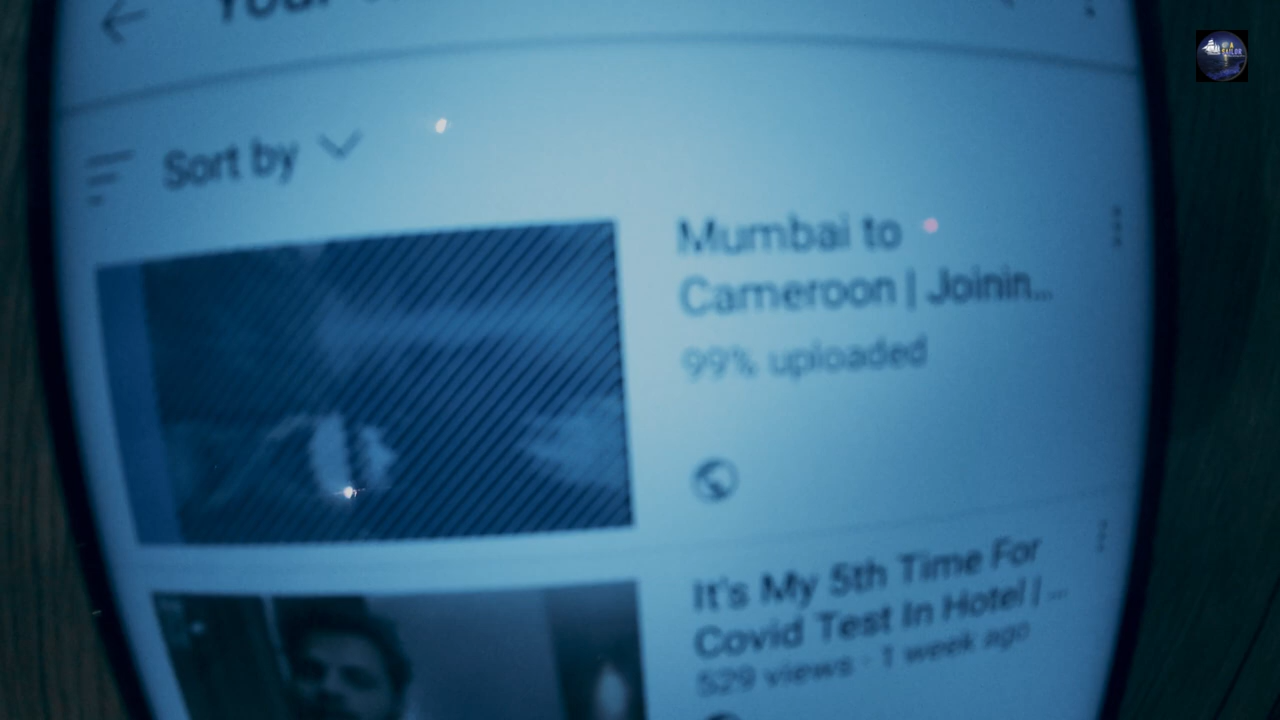 Your
Sort by
Mumbai to
Cameroon | Joinin...
99% uploaded
It's My 5th Time For
Covid Test In Hotel | ...
529 views · 1 week ago